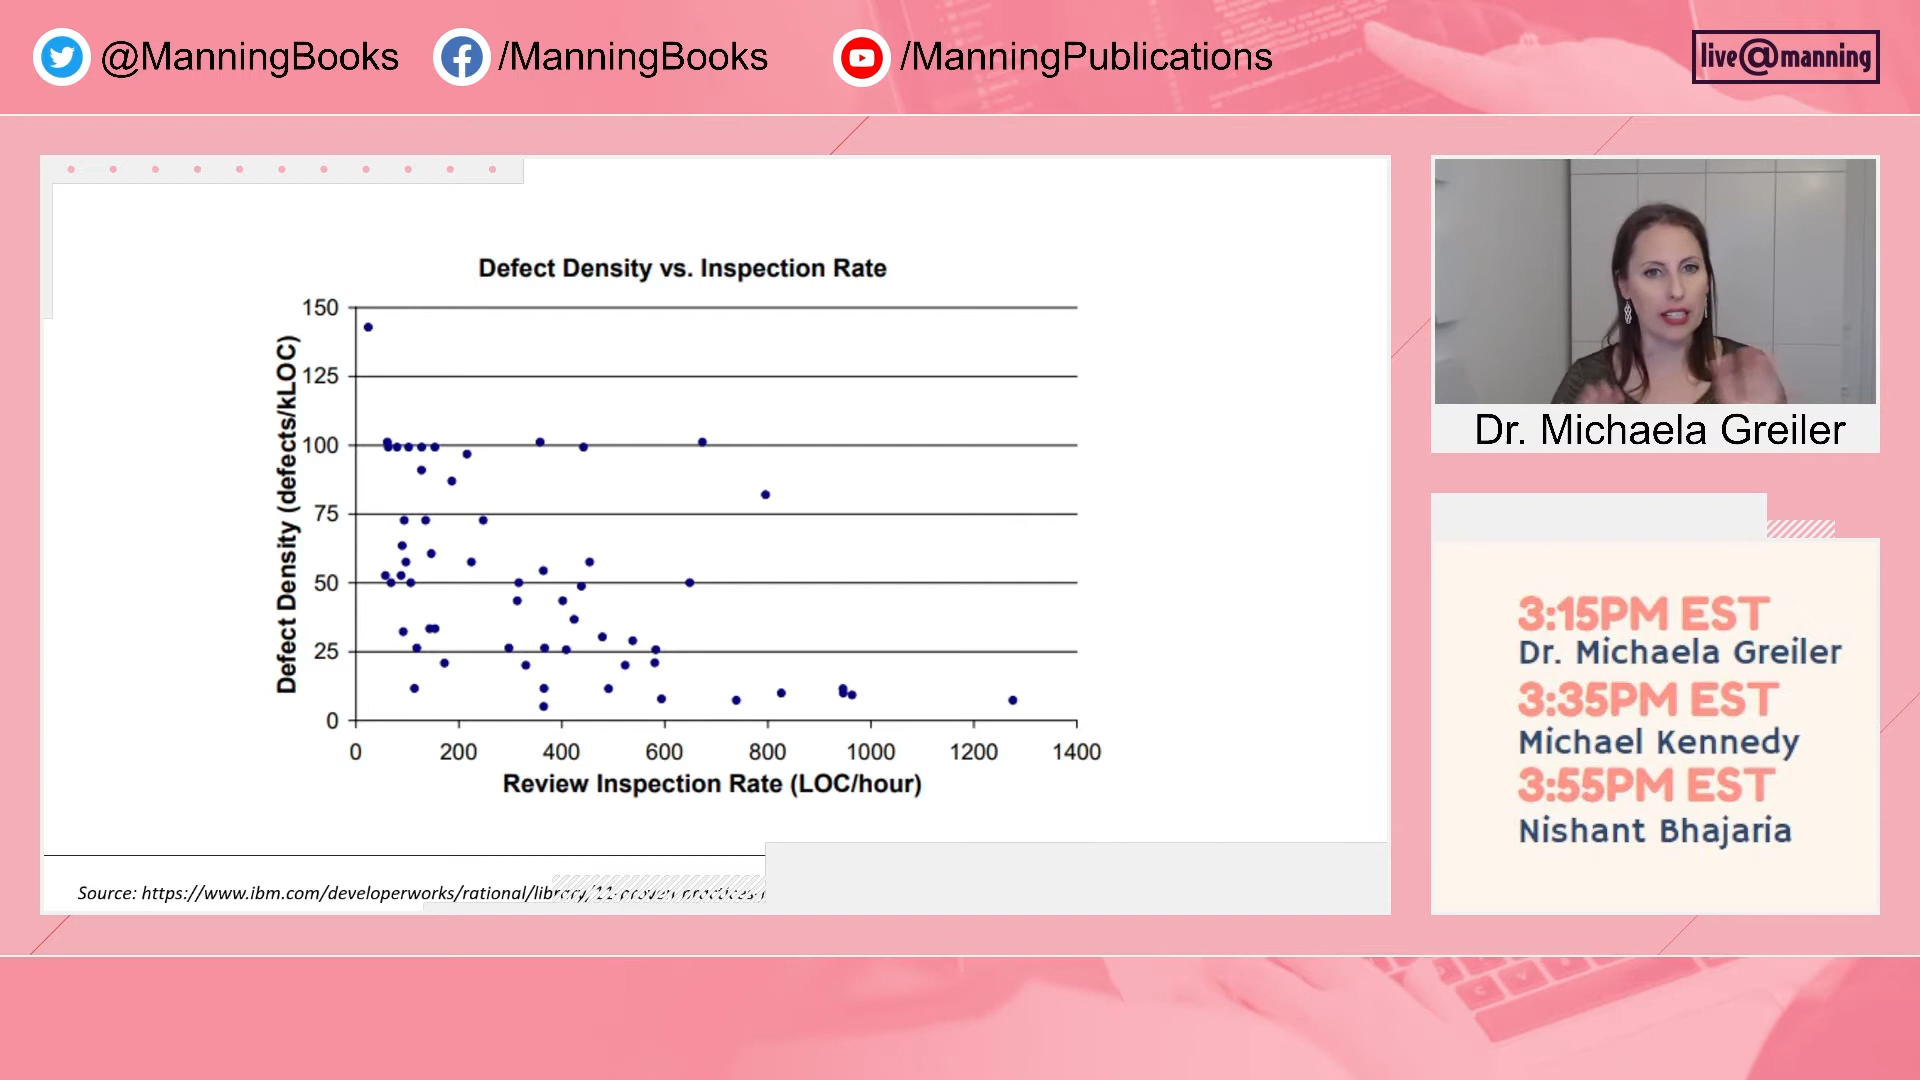 @ManningBooks /ManningBooks /ManningPublications live@manning
Defect Density vs. Inspection Rate
150
125
100
75
50
25
0
Defect Density (defects/kLOC)
0 200 400 600 800 1000 1200 1400
Review Inspection Rate (LOC/hour)
Source: https://www.ibm.com/developerworks/rational/library/11-proven-practices-
Dr. Michaela Greiler
3:15PM EST
Dr. Michaela Greiler
3:35PM EST
Michael Kennedy
3:55PM EST
Nishant Bhajaria